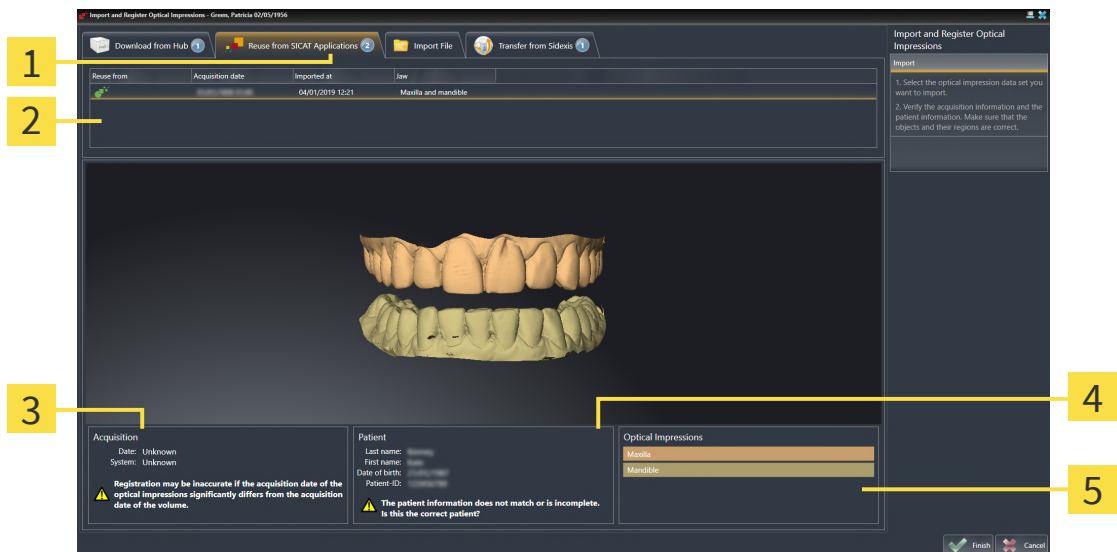 Import and Register Optical Impressions - Green, Patricia 02/05/1956
Download from Hub 1
Reuse from SICAT Applications 2
Import File
Transfer from Sidexis 1
Import and Register Optical
Impressions
Import
1. Select the optical impression data set you
want to import.
2. Verify the acquisition information and the
patient information. Make sure that the
objects and their regions are correct.
1
Reuse from Acquisition date Imported at Jaw
04/01/2019 12:21 Maxilla and mandible
2
3
Acquisition
Date: Unknown
System: Unknown
Registration may be inaccurate if the acquisition date of the
optical impressions significantly differs from the acquisition
date of the volume.
Patient
Last name:
First name:
Date of birth:
Patient-ID:
The patient information does not match or is incomplete.
Is this the correct patient?
4
Optical Impressions
Maxilla
Mandible
5
Finish
Cancel